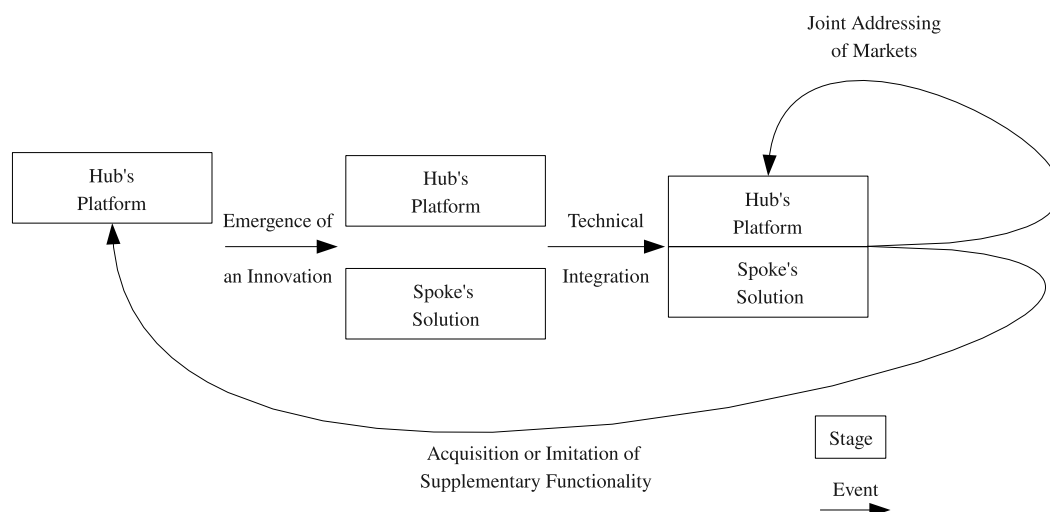 Joint Addressing
of Markets
Hub's
Platform
Emergence of
an Innovation
Hub's
Platform
Spoke's
Solution
Technical
Integration
Hub's
Platform
Spoke's
Solution
Acquisition or Imitation of
Supplementary Functionality
Stage
Event